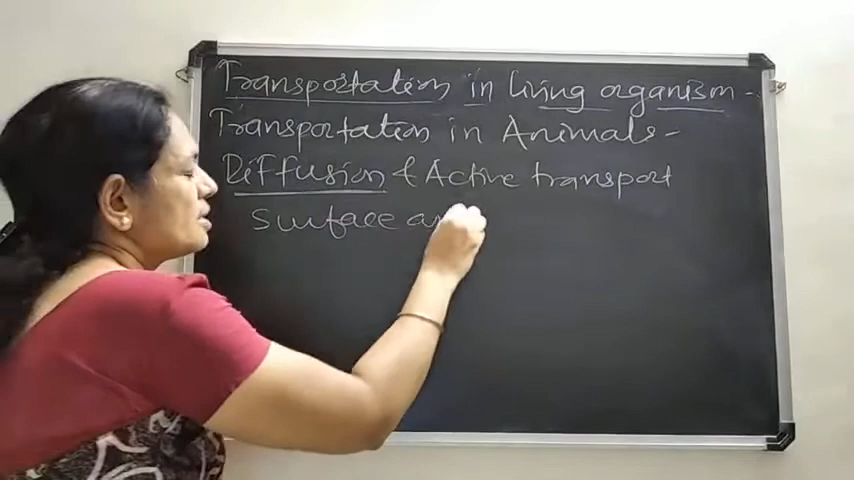 Transportation in living organism -
Transportation in Animals -
Diffusion & Active transport
Surface